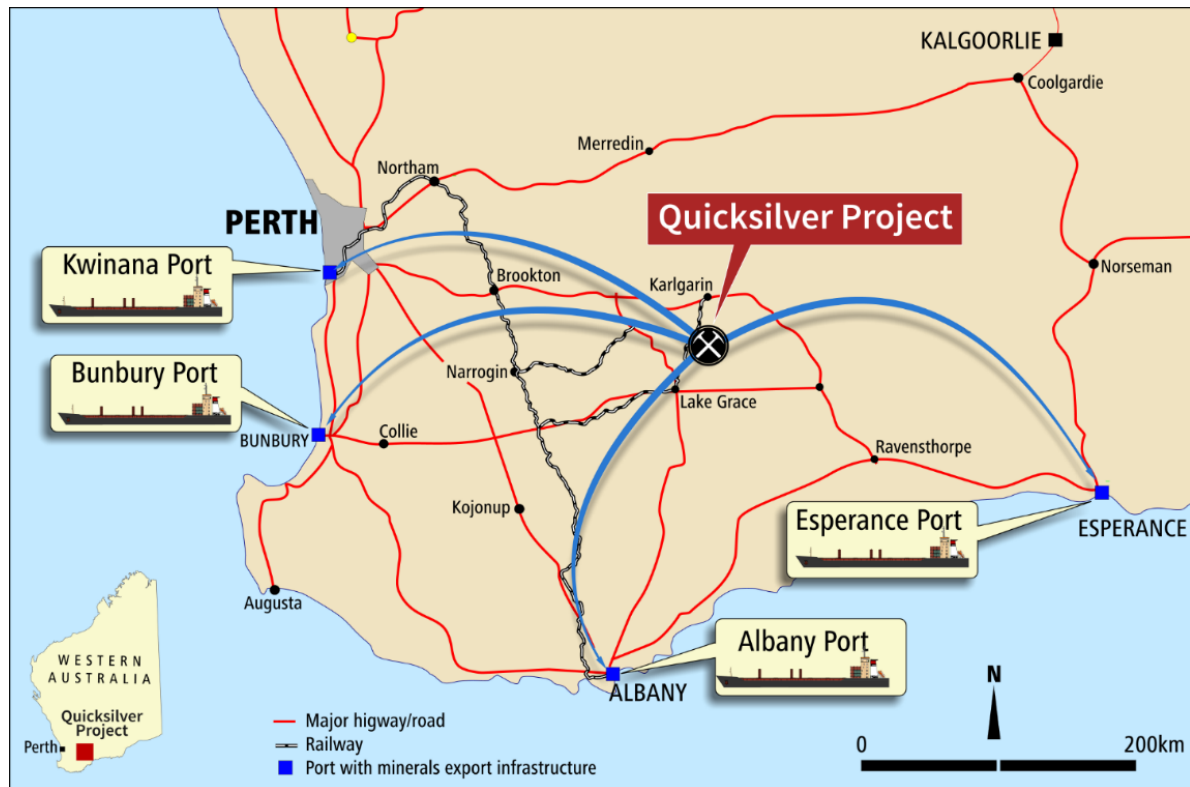 KALGOORLIE
Coolgardie
Merredin
Northam
PERTH
Quicksilver Project
Kwinana Port
Norseman
Karlgarin
Brookton
Bunbury Port
Narrogin
Lake Grace
BUNBURY
Collie
Ravensthorpe
Kojonup
Esperance Port
ESPERANCE
Augusta
Albany Port
ALBANY
WESTERN
AUSTRALIA
Quicksilver
Project
Perth
Major higway/road
Railway
Port with minerals export infrastructure
N
0 200km